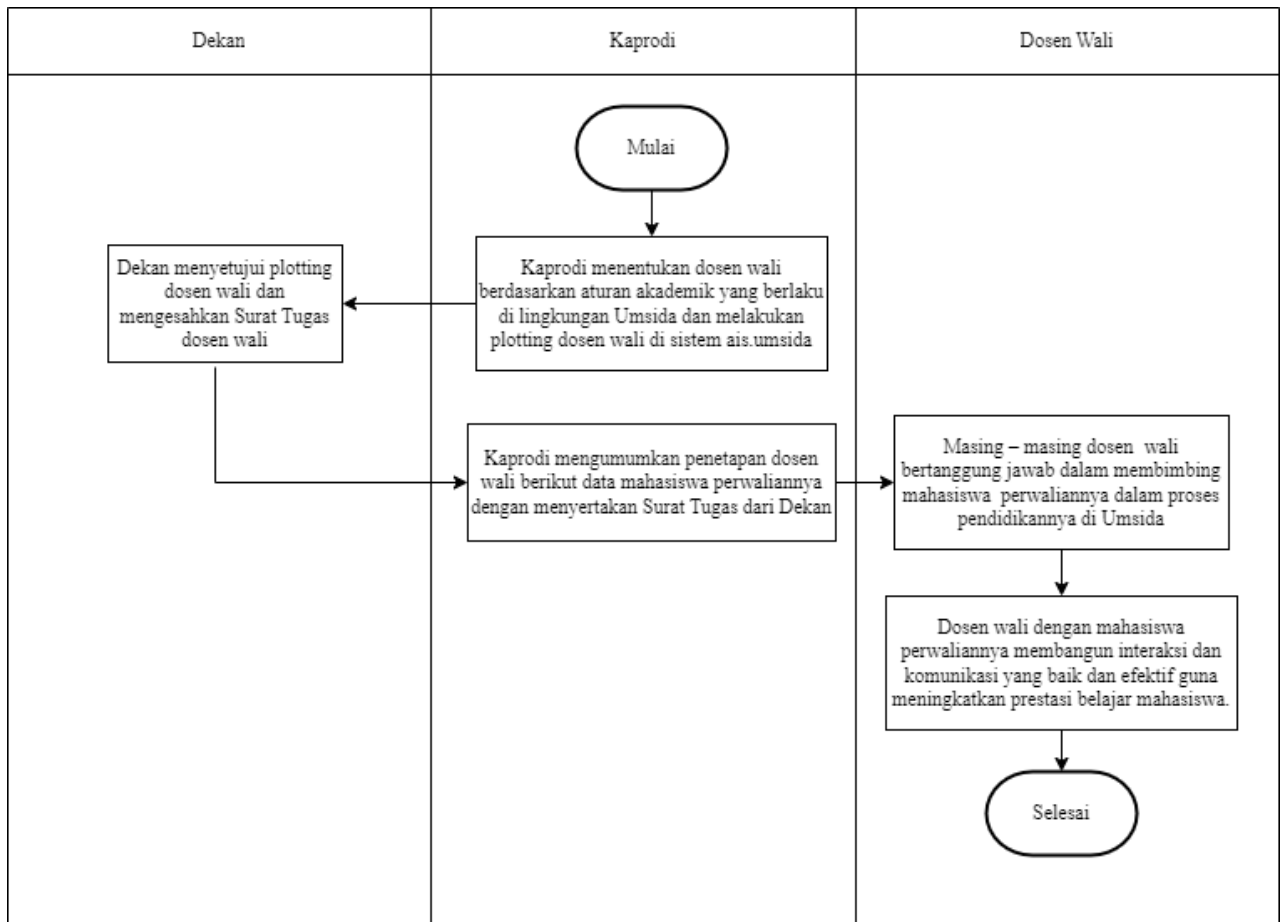 Dekan
Kaprodi
Dosen Wali
Mulai
Kaprodi menentukan dosen wali
berdasarkan aturan akademik yang berlaku
di lingkungan Umsida dan melakukan
plotting dosen wali di sistem ais.umsida
Dekan menyetujui plotting
dosen wali dan
mengesahkan Surat Tugas
dosen wali
Kaprodi mengumumkan penetapan dosen
wali berikut data mahasiswa perwaliannya
dengan menyertakan Surat Tugas dari Dekan
Masing – masing dosen wali
bertanggung jawab dalam membimbing
mahasiswa perwaliannya dalam proses
pendidikannya di Umsida
Dosen wali dengan mahasiswa
perwaliannya membangun interaksi dan
komunikasi yang baik dan efektif guna
meningkatkan prestasi belajar mahasiswa.
Selesai